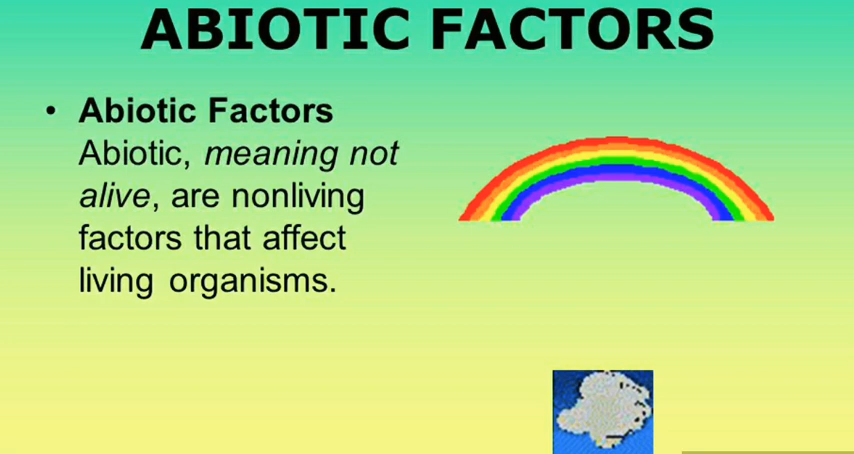 ABIOTIC FACTORS
• Abiotic Factors
Abiotic, meaning not
alive, are nonliving
factors that affect
living organisms.